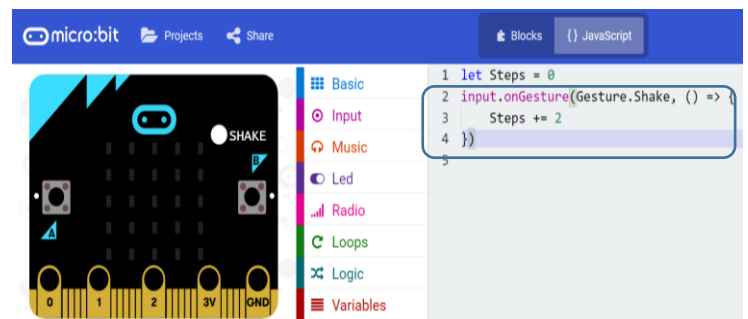 micro:bit Projects Share Blocks {} JavaScript
SHAKE
B
A
0 1 2 3V GND
Basic
Input
Music
Led
Radio
Loops
Logic
Variables
1 let Steps = 0
2 input.onGesture(Gesture.Shake, () => {
3 Steps += 2
4 })
5